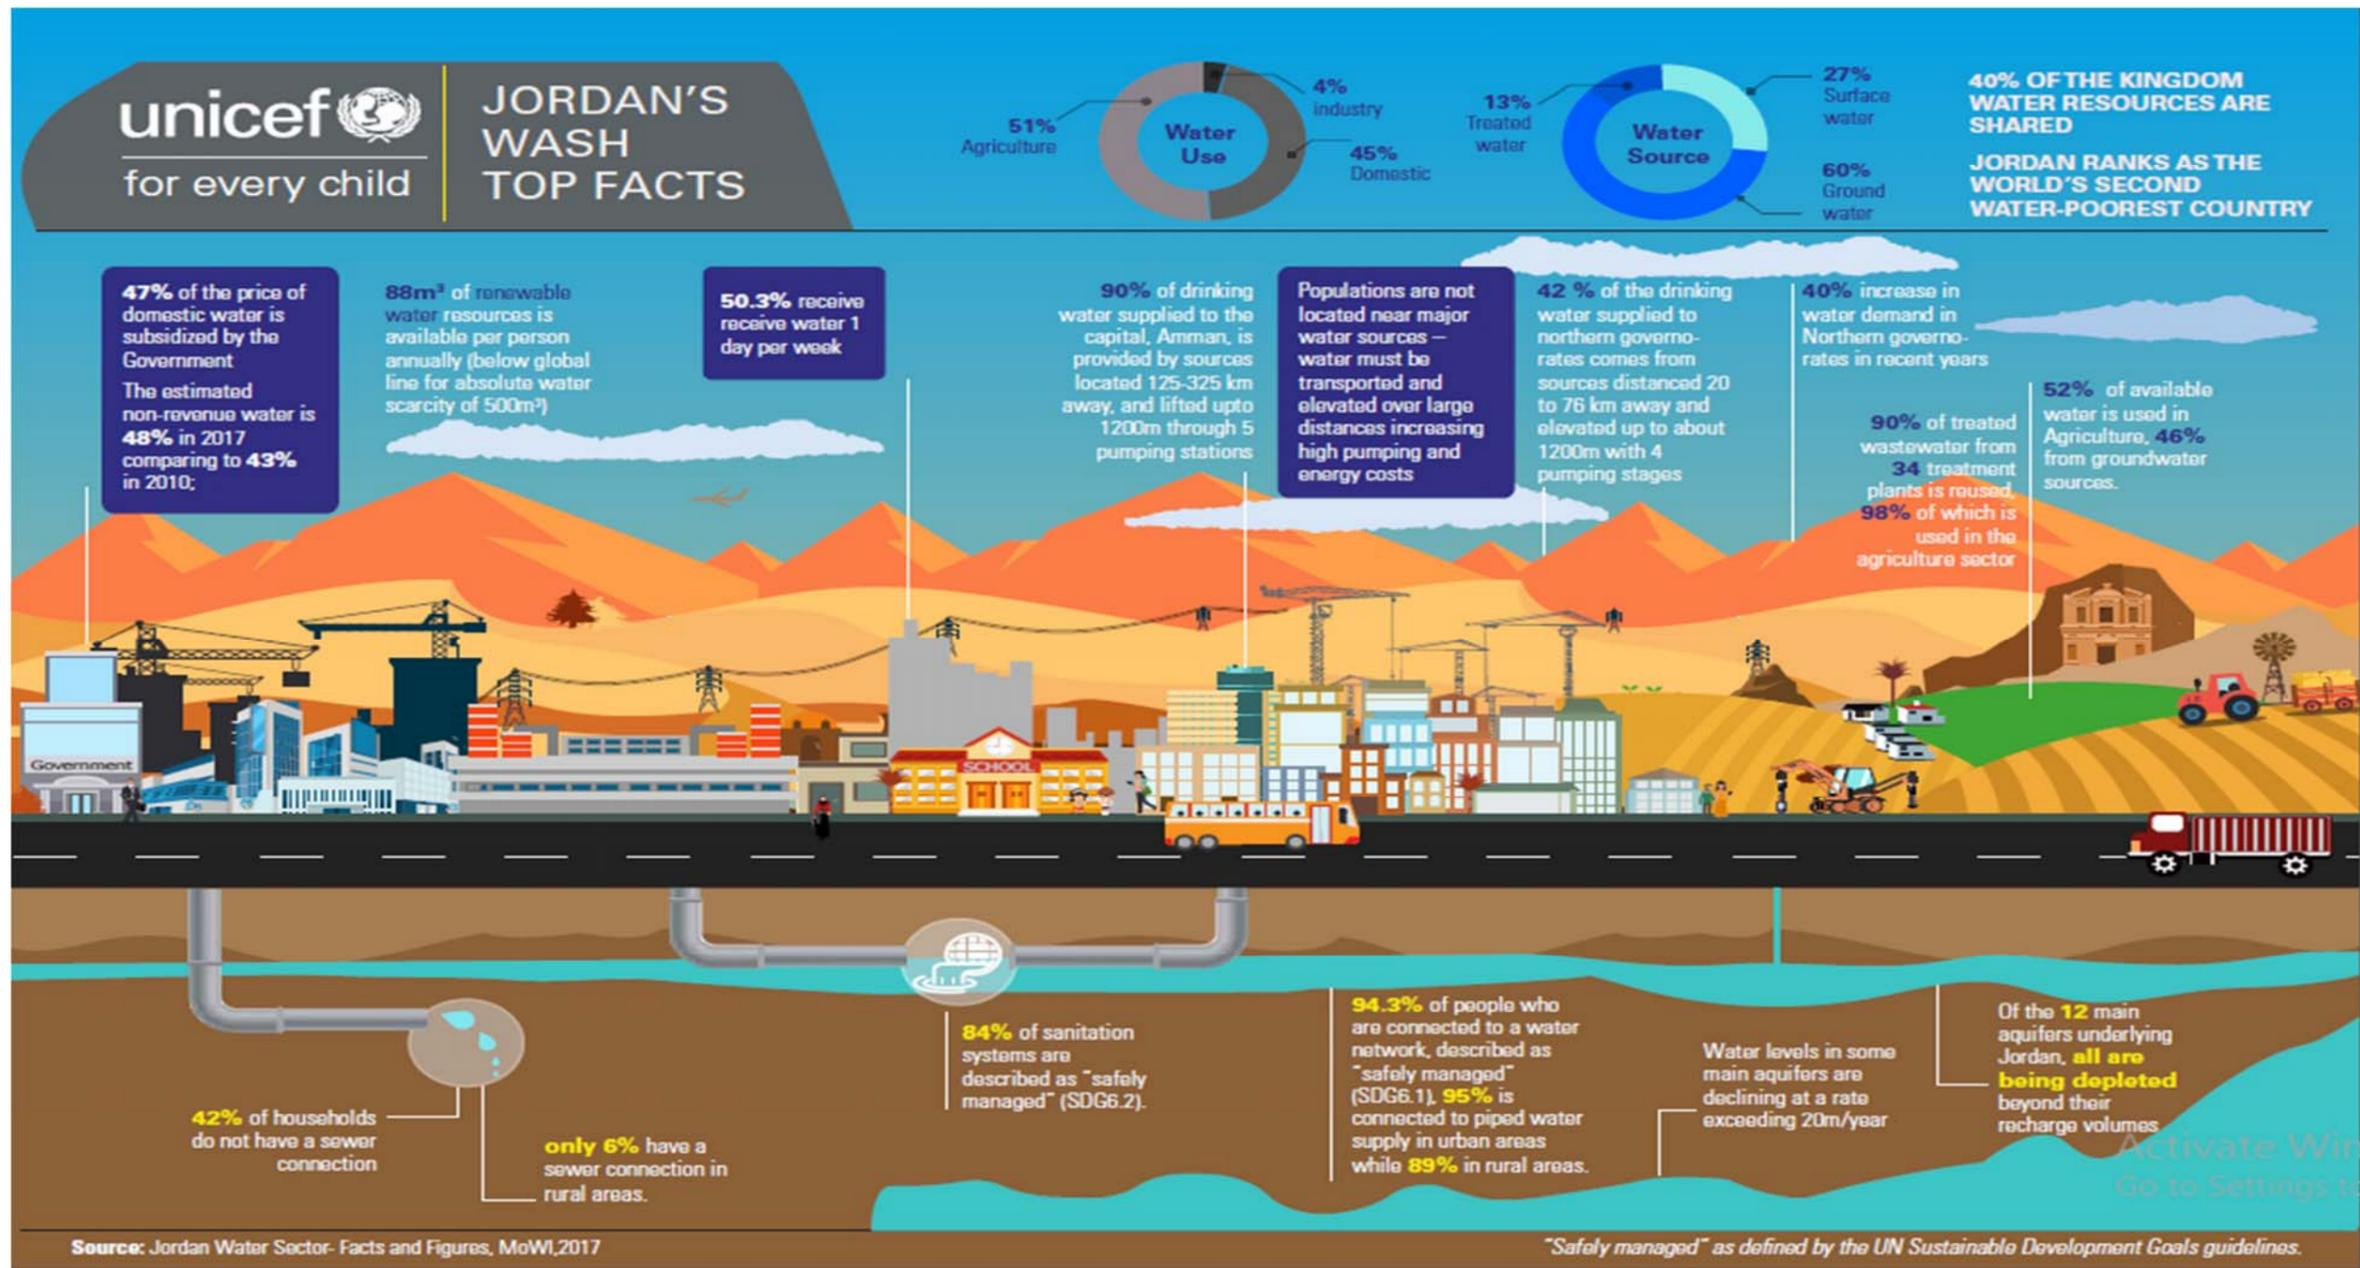 unicef
for every child
JORDAN'S
WASH
TOP FACTS
51%
Agriculture
Water
Use
4%
industry
45%
Domestic
13%
Treated
water
Water
Source
27%
Surface
water
60%
Ground
water
40% OF THE KINGDOM
WATER RESOURCES ARE
SHARED
JORDAN RANKS AS THE
WORLD'S SECOND
WATER-POOREST COUNTRY
47% of the price of
domestic water is
subsidized by the
Government
The estimated
non-revenue water is
48% in 2017
comparing to 43%
in 2010;
88m³ of renewable
water resources is
available per person
annually (below global
line for absolute water
scarcity of 500m³)
50.3% receive
receive water 1
day per week
90% of drinking
water supplied to the
capital, Amman, is
provided by sources
located 125-325 km
away, and lifted upto
1200m through 5
pumping stations
Populations are not
located near major
water sources –
water must be
transported and
elevated over large
distances increasing
high pumping and
energy costs
42 % of the drinking
water supplied to
northern governo-
rates comes from
sources distanced 20
to 76 km away and
elevated up to about
1200m with 4
pumping stages
40% increase in
water demand in
Northern governo-
rates in recent years
90% of treated
wastewater from
34 treatment
plants is reused,
98% of which is
used in the
agriculture sector
52% of available
water is used in
Agriculture, 46%
from groundwater
sources.
Government
SCHOOL
42% of households
do not have a sewer
connection
only 6% have a
sewer connection in
rural areas.
84% of sanitation
systems are
described as "safely
managed" (SDG6.2).
94.3% of people who
are connected to a water
network, described as
"safely managed"
(SDG6.1), 95% is
connected to piped water
supply in urban areas
while 89% in rural areas.
Water levels in some
main aquifers are
declining at a rate
exceeding 20m/year
Of the 12 main
aquifers underlying
Jordan, all are
being depleted
beyond their
recharge volumes
Activate Win
Go to Settings t
Source: Jordan Water Sector- Facts and Figures, MoWI,2017
"Safely managed" as defined by the UN Sustainable Development Goals guidelines.